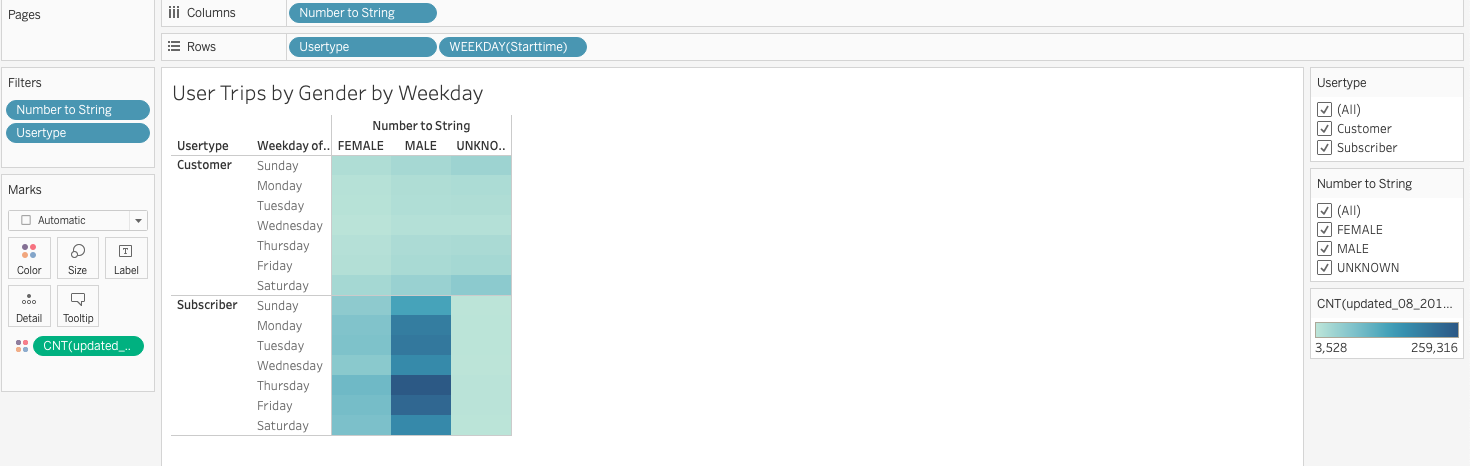 Pages
Columns
Number to String
Rows
Usertype
WEEKDAY(Starttime)
Filters
Number to String
Usertype
Marks
Automatic
Color
Size
Label
Detail
Tooltip
CNT(updated_..
User Trips by Gender by Weekday
Number to String
Usertype Weekday of.. FEMALE MALE UNKNO..
Customer Sunday
Monday
Tuesday
Wednesday
Thursday
Friday
Saturday
Subscriber Sunday
Monday
Tuesday
Wednesday
Thursday
Friday
Saturday
Usertype
(All)
Customer
Subscriber
Number to String
(All)
FEMALE
MALE
UNKNOWN
CNT(updated_08_201...
3,528 259,316